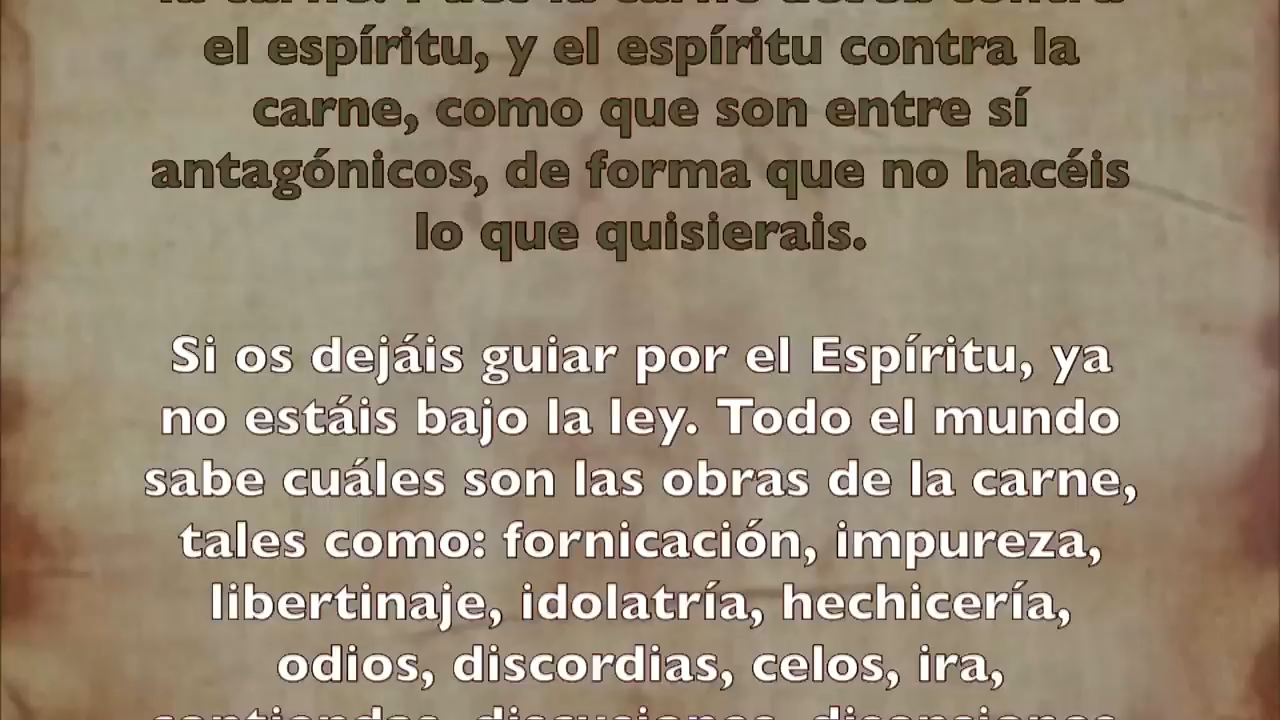 el espíritu, y el espíritu contra la
carne, como que son entre sí
antagónicos, de forma que no hacéis
lo que quisierais.
Si os dejáis guiar por el Espíritu, ya
no estáis bajo la ley. Todo el mundo
sabe cuáles son las obras de la carne,
tales como: fornicación, impureza,
libertinaje, idolatría, hechicería,
odios, discordias, celos, ira,